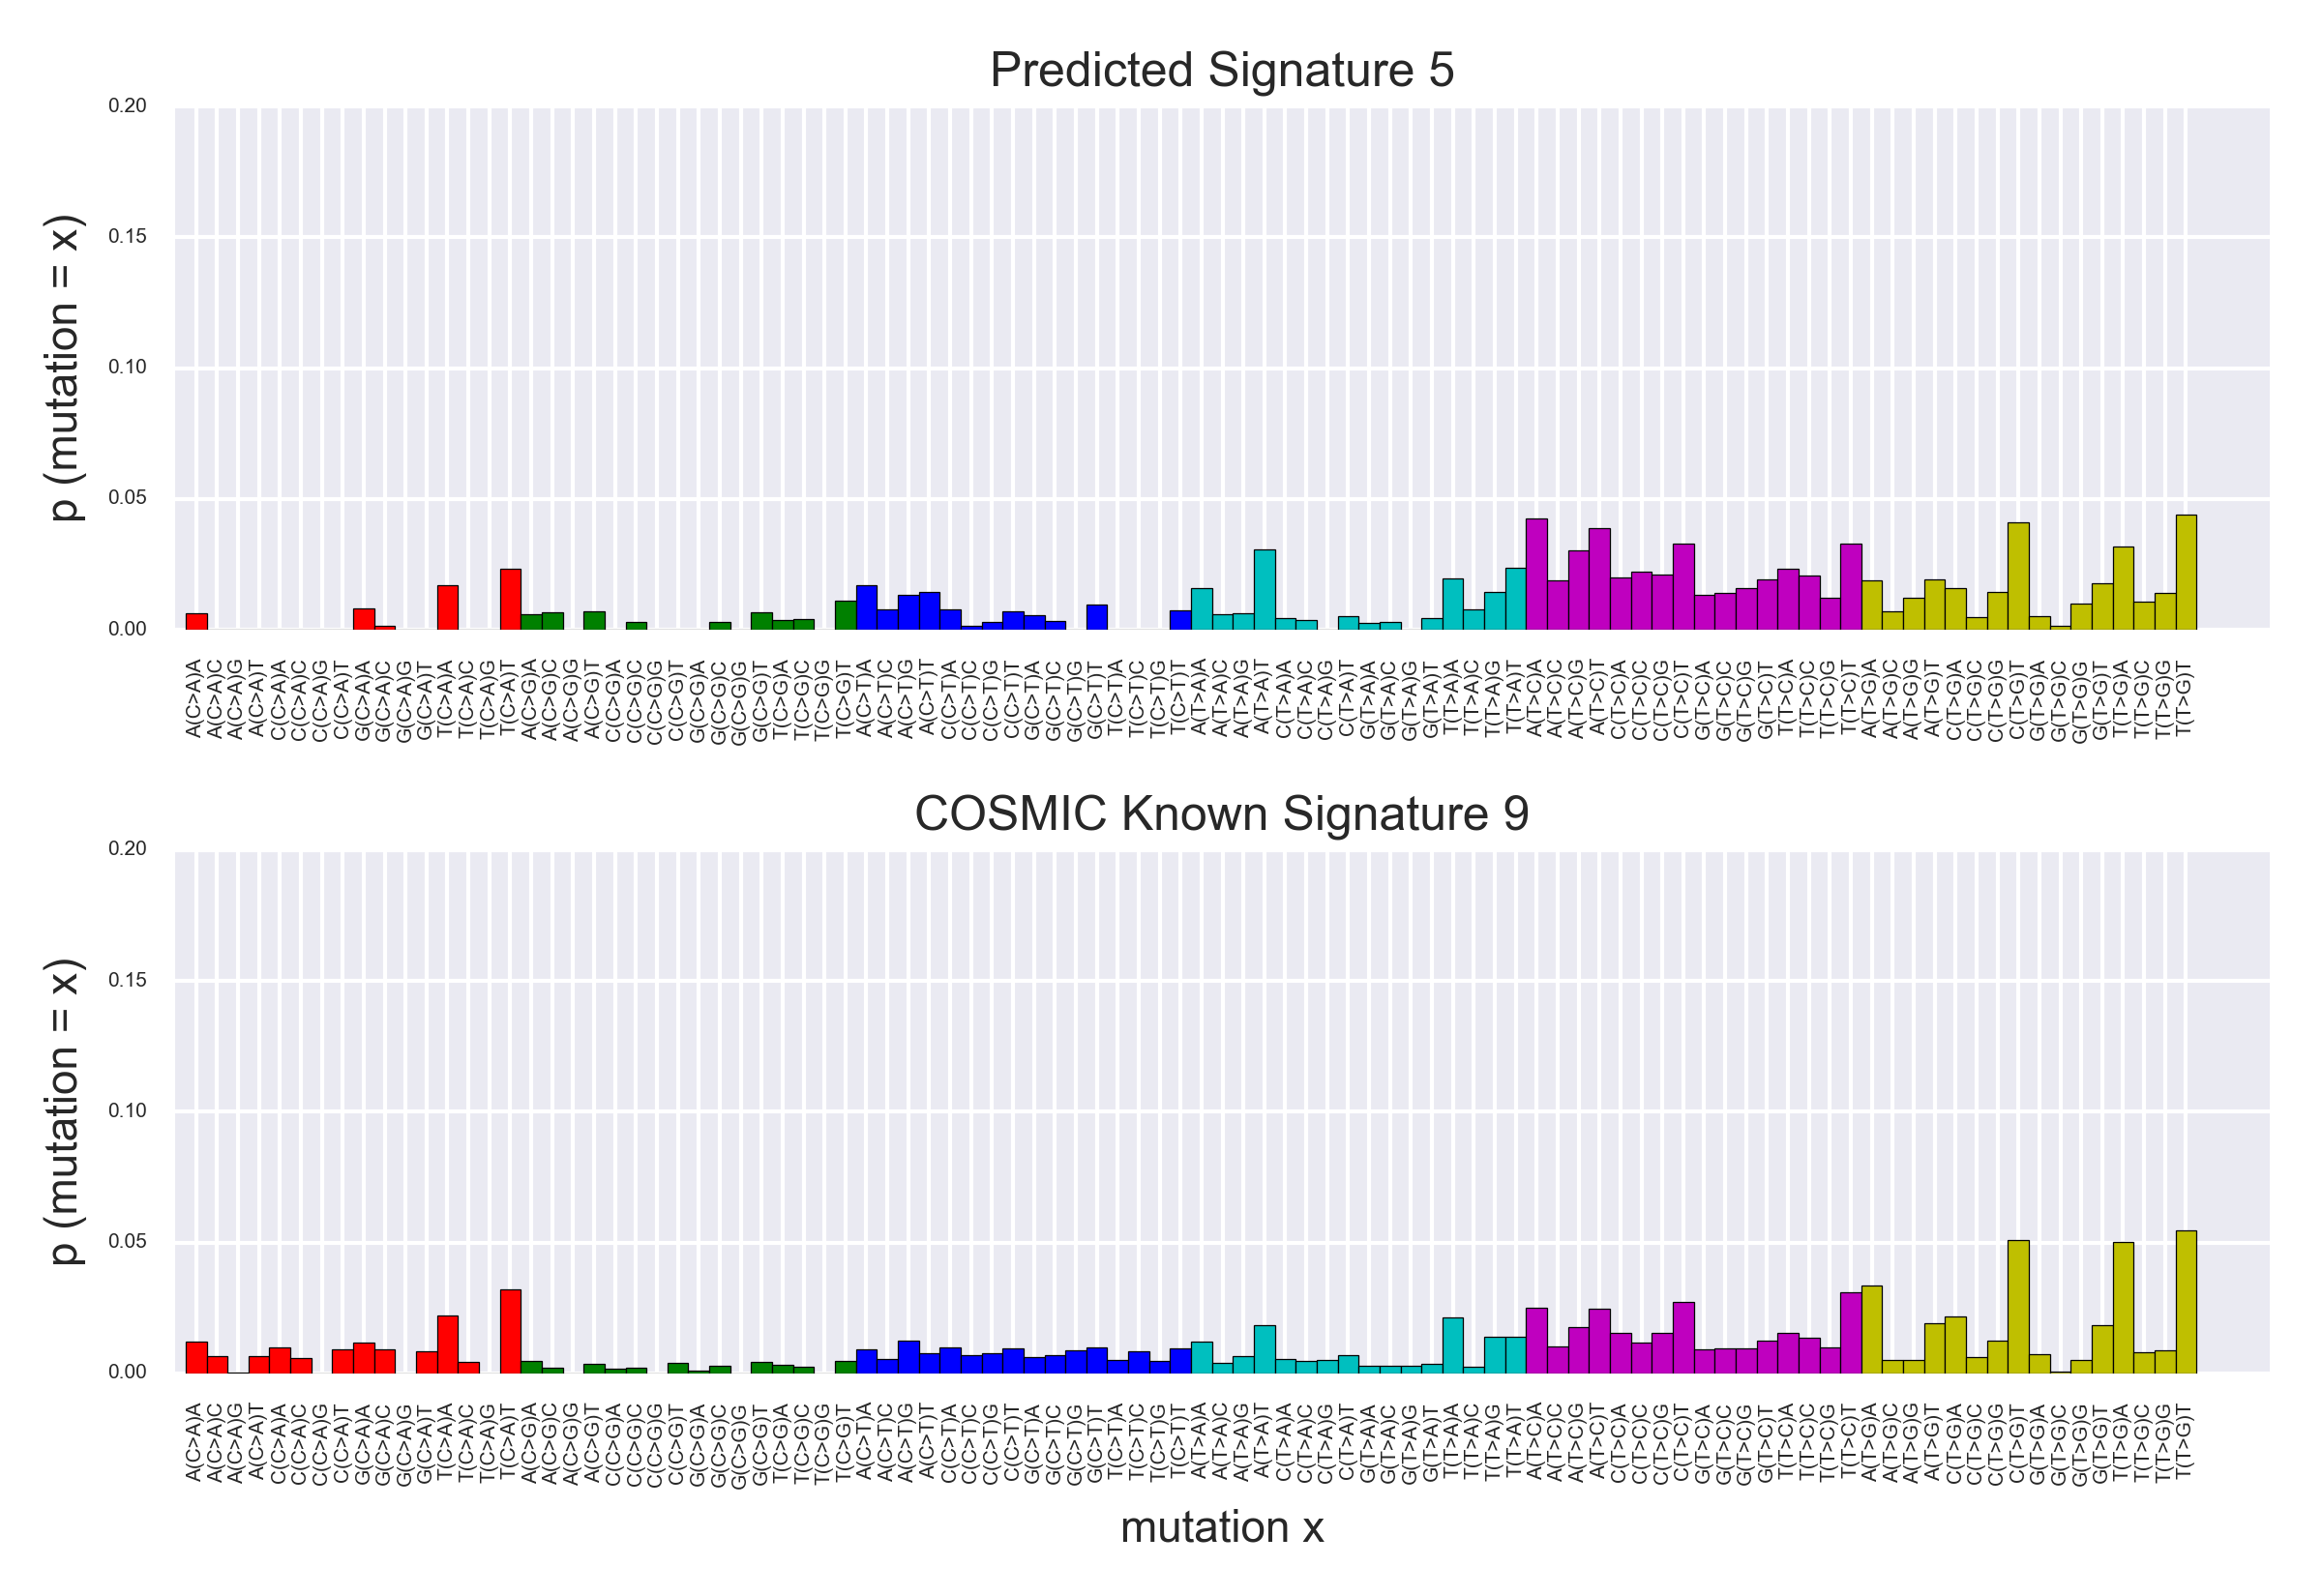 Predicted Signature 5
p (mutation = x)
0.20
0.15
0.10
0.05
0.00
A(C>A)A A(C>A)C A(C>A)G A(C>A)T C(C>A)A C(C>A)C C(C>A)G C(C>A)T G(C>A)A G(C>A)C G(C>A)G G(C>A)T T(C>A)A T(C>A)C T(C>A)G T(C>A)T A(C>G)A A(C>G)C A(C>G)G A(C>G)T C(C>G)A C(C>G)C C(C>G)G C(C>G)T G(C>G)A G(C>G)C G(C>G)G G(C>G)T T(C>G)A T(C>G)C T(C>G)G T(C>G)T A(C>T)A A(C>T)C A(C>T)G A(C>T)T C(C>T)A C(C>T)C C(C>T)G C(C>T)T G(C>T)A G(C>T)C G(C>T)G G(C>T)T T(C>T)A T(C>T)C T(C>T)G T(C>T)T A(T>A)A A(T>A)C A(T>A)G A(T>A)T C(T>A)A C(T>A)C C(T>A)G C(T>A)T G(T>A)A G(T>A)C G(T>A)G G(T>A)T T(T>A)A T(T>A)C T(T>A)G T(T>A)T A(T>C)A A(T>C)C A(T>C)G A(T>C)T C(T>C)A C(T>C)C C(T>C)G C(T>C)T G(T>C)A G(T>C)C G(T>C)G G(T>C)T T(T>C)A T(T>C)C T(T>C)G T(T>C)T A(T>G)A A(T>G)C A(T>G)G A(T>G)T C(T>G)A C(T>G)C C(T>G)G C(T>G)T G(T>G)A G(T>G)C G(T>G)G G(T>G)T T(T>G)A T(T>G)C T(T>G)G T(T>G)T
COSMIC Known Signature 9
p (mutation = x)
0.20
0.15
0.10
0.05
0.00
A(C>A)A A(C>A)C A(C>A)G A(C>A)T C(C>A)A C(C>A)C C(C>A)G C(C>A)T G(C>A)A G(C>A)C G(C>A)G G(C>A)T T(C>A)A T(C>A)C T(C>A)G T(C>A)T A(C>G)A A(C>G)C A(C>G)G A(C>G)T C(C>G)A C(C>G)C C(C>G)G C(C>G)T G(C>G)A G(C>G)C G(C>G)G G(C>G)T T(C>G)A T(C>G)C T(C>G)G T(C>G)T A(C>T)A A(C>T)C A(C>T)G A(C>T)T C(C>T)A C(C>T)C C(C>T)G C(C>T)T G(C>T)A G(C>T)C G(C>T)G G(C>T)T T(C>T)A T(C>T)C T(C>T)G T(C>T)T A(T>A)A A(T>A)C A(T>A)G A(T>A)T C(T>A)A C(T>A)C C(T>A)G C(T>A)T G(T>A)A G(T>A)C G(T>A)G G(T>A)T T(T>A)A T(T>A)C T(T>A)G T(T>A)T A(T>C)A A(T>C)C A(T>C)G A(T>C)T C(T>C)A C(T>C)C C(T>C)G C(T>C)T G(T>C)A G(T>C)C G(T>C)G G(T>C)T T(T>C)A T(T>C)C T(T>C)G T(T>C)T A(T>G)A A(T>G)C A(T>G)G A(T>G)T C(T>G)A C(T>G)C C(T>G)G C(T>G)T G(T>G)A G(T>G)C G(T>G)G G(T>G)T T(T>G)A T(T>G)C T(T>G)G T(T>G)T
mutation x